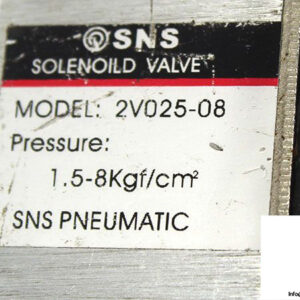 SNS
SOLENOILD VALVE
MODEL: 2V025-08
Pressure:
1.5-8Kgf/cm²
SNS PNEUMATIC